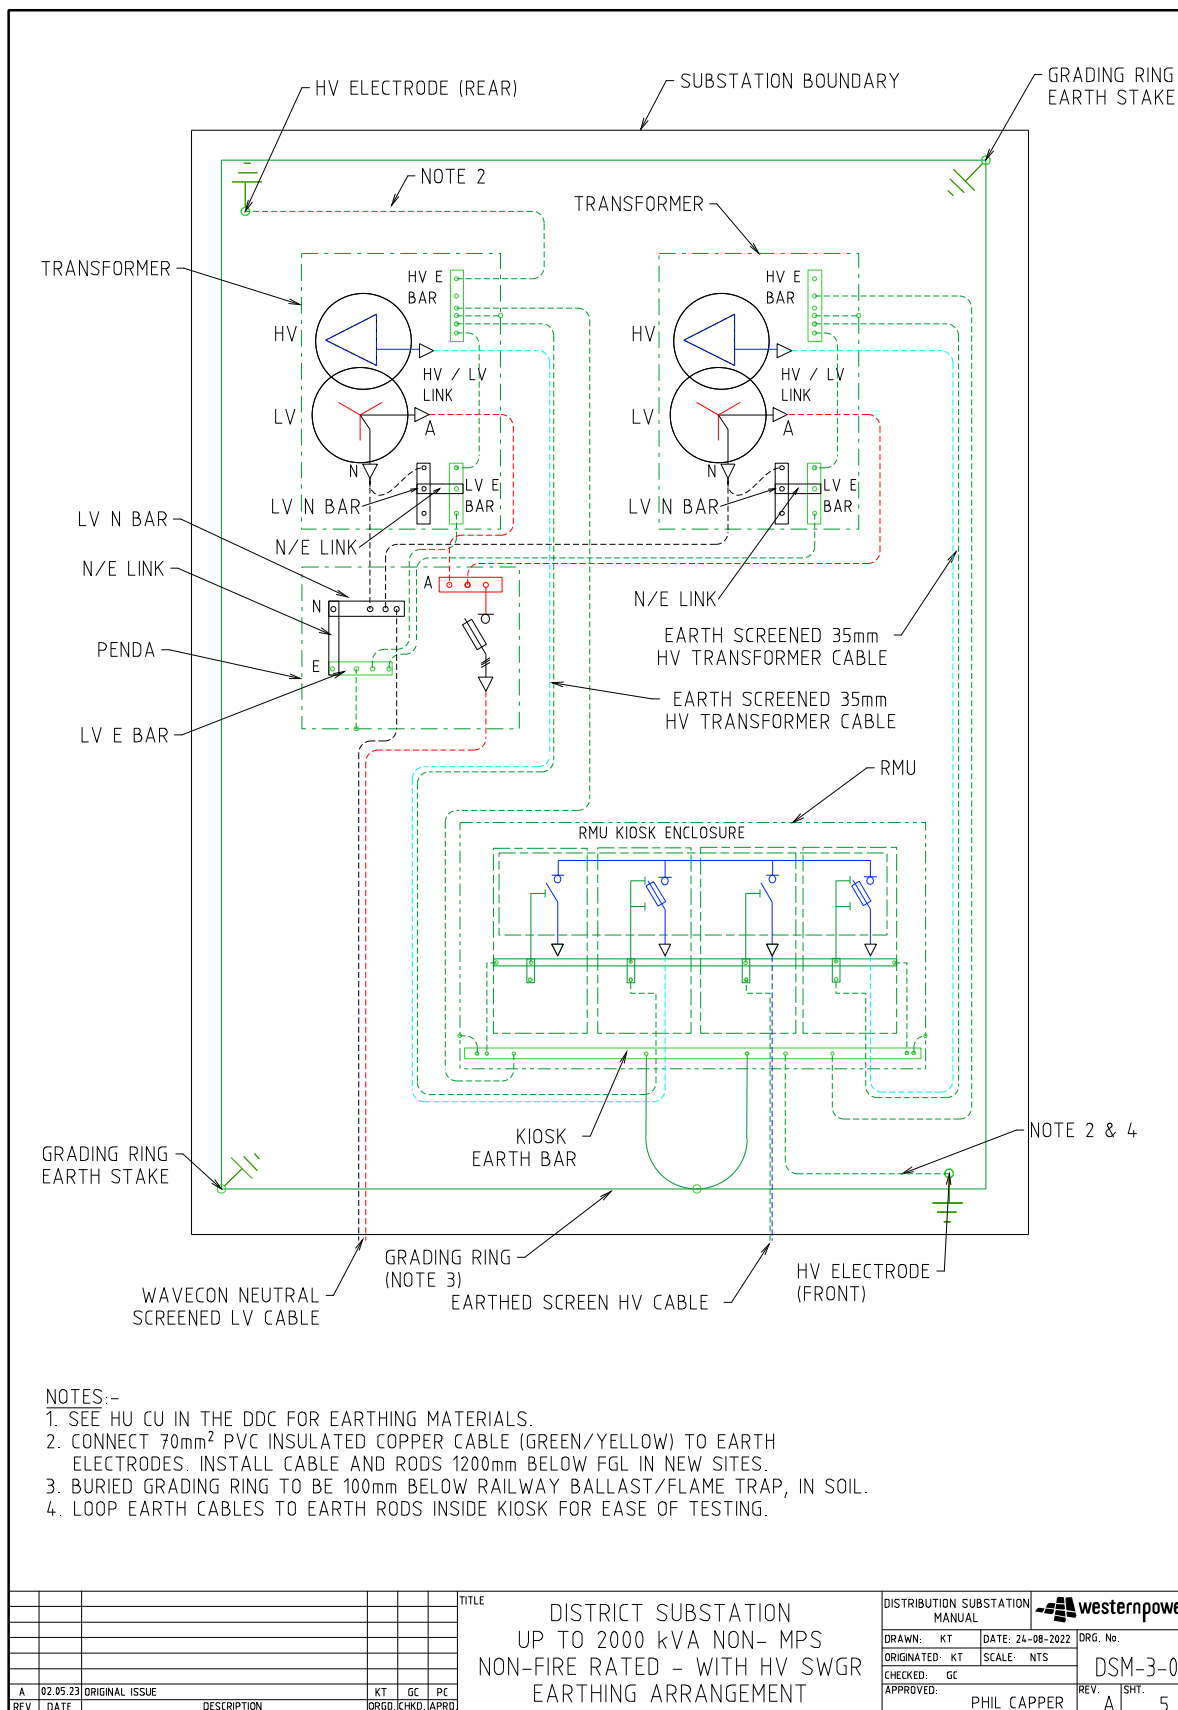 HV ELECTRODE (REAR)
SUBSTATION BOUNDARY
GRADING RING
EARTH STAKE
NOTE 2
TRANSFORMER
TRANSFORMER
HV E
BAR
HV
HV / LV
LINK
LV
A
N
LV N BAR
LV E
BAR
HV E
BAR
HV
HV / LV
LINK
LV
A
N
LV N BAR
LV E
BAR
LV N BAR
N/E LINK
N/E LINK
N/E LINK
A
N
E
PENDA
LV E BAR
EARTH SCREENED 35mm
HV TRANSFORMER CABLE
EARTH SCREENED 35mm
HV TRANSFORMER CABLE
RMU
RMU KIOSK ENCLOSURE
KIOSK
EARTH BAR
NOTE 2 & 4
GRADING RING
EARTH STAKE
GRADING RING
(NOTE 3)
WAVECON NEUTRAL
SCREENED LV CABLE
EARTHED SCREEN HV CABLE
HV ELECTRODE
(FRONT)
NOTES:-
1. SEE HU CU IN THE DDC FOR EARTHING MATERIALS.
2. CONNECT 70mm² PVC INSULATED COPPER CABLE (GREEN/YELLOW) TO EARTH
ELECTRODES. INSTALL CABLE AND RODS 1200mm BELOW FGL IN NEW SITES.
3. BURIED GRADING RING TO BE 100mm BELOW RAILWAY BALLAST/FLAME TRAP, IN SOIL.
4. LOOP EARTH CABLES TO EARTH RODS INSIDE KIOSK FOR EASE OF TESTING.
A 02.05.23 ORIGINAL ISSUE KT GC PC
REV DATE DESCRIPTION ORGD. CHKD. APRD.
TITLE
DISTRICT SUBSTATION
UP TO 2000 kVA NON- MPS
NON-FIRE RATED - WITH HV SWGR
EARTHING ARRANGEMENT
DISTRIBUTION SUBSTATION
MANUAL
westernpowe
DRAWN: KT DATE: 24-08-2022 DRG. No.
ORIGINATED: KT SCALE: NTS
DSM-3-0
CHECKED: GC
APPROVED: PHIL CAPPER
REV. A SHT. 5